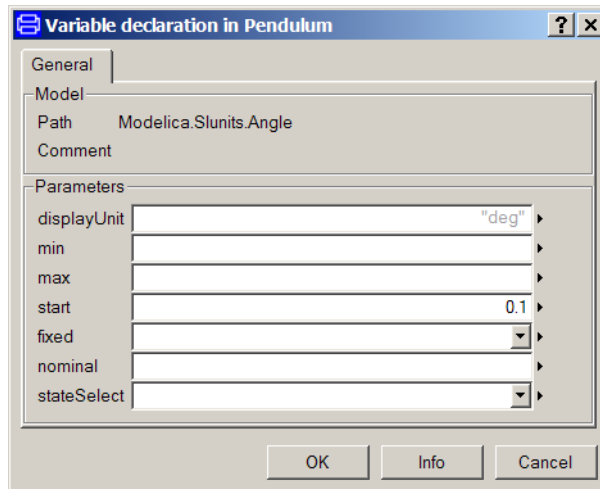 Variable declaration in Pendulum
? ×
General
Model
Path Modelica.SIunits.Angle
Comment
Parameters
displayUnit "deg"
min
max
start 0.1
fixed
nominal
stateSelect
OK Info Cancel